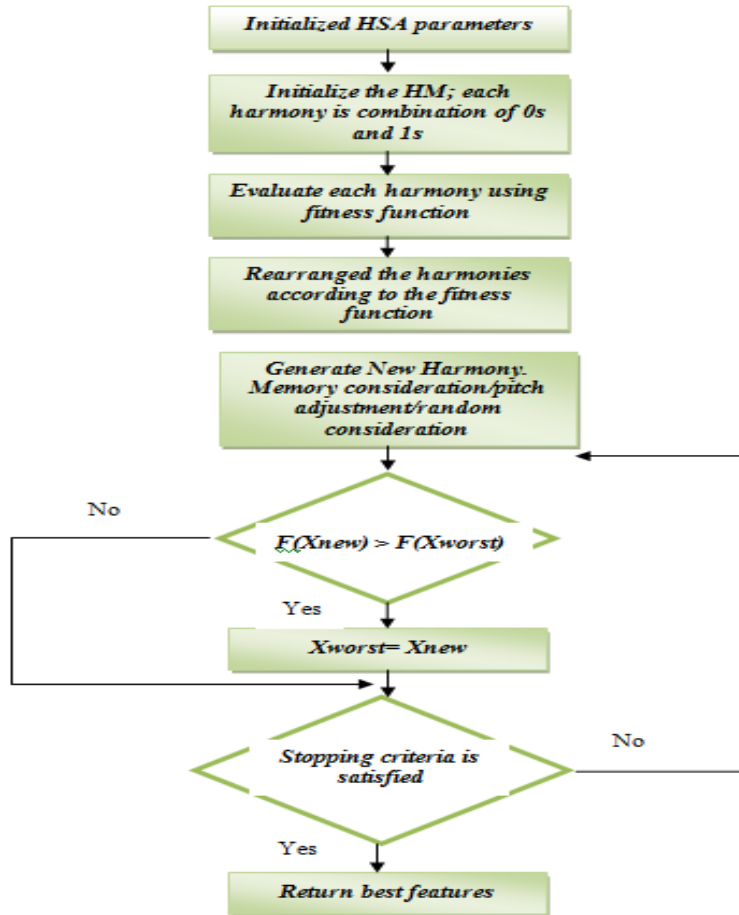 Initialized HSA parameters
Initialize the HM; each
harmony is combination of 0s
and 1s
Evaluate each harmony using
fitness function
Rearranged the harmonies
according to the fitness
function
Generate New Harmony.
Memory consideration/pitch
adjustment/random
consideration
No
F(Xnew) > F(Xworst)
Yes
Xworst= Xnew
Stopping criteria is
satisfied
No
Yes
Return best features